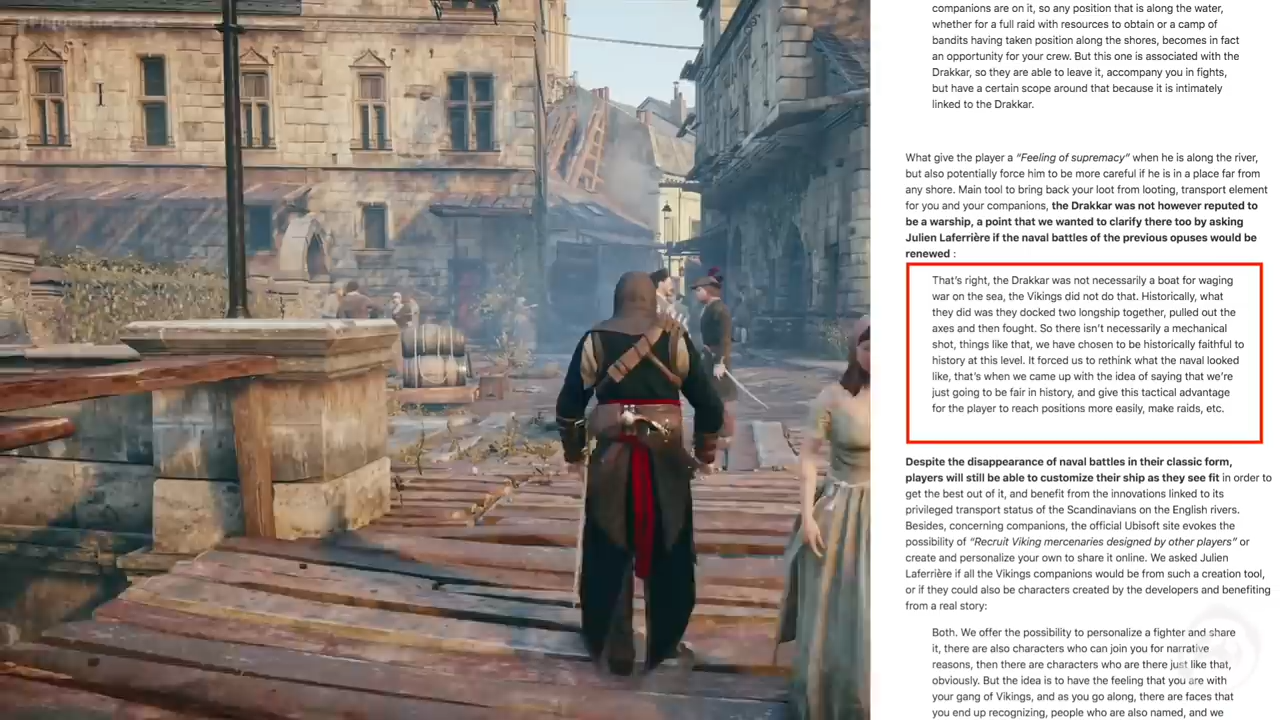 companions are on it, so any position that is along the water,
whether for a full raid with resources to obtain or a camp of
bandits having taken position along the shores, becomes in fact
an opportunity for your crew. But this one is associated with the
Drakkar, so they are able to leave it, accompany you in fights,
but have a certain scope around that because it is intimately
linked to the Drakkar.
What give the player a “Feeling of supremacy” when he is along the river,
but also potentially force him to be more careful if he is in a place far from
any shore. Main tool to bring back your loot from looting, transport element
for you and your companions, the Drakkar was not however reputed to
be a warship, a point that we wanted to clarify there too by asking
Julien Laferrière if the naval battles of the previous opuses would be
renewed :
That’s right, the Drakkar was not necessarily a boat for waging
war on the sea, the Vikings did not do that. Historically, what
they did was they docked two longship together, pulled out the
axes and then fought. So there isn’t necessarily a mechanical
shot, things like that, we have chosen to be historically faithful to
history at this level. It forced us to rethink what the naval looked
like, that’s when we came up with the idea of saying that we’re
just going to be fair in history, and give this tactical advantage
for the player to reach positions more easily, make raids, etc.
Despite the disappearance of naval battles in their classic form,
players will still be able to customize their ship as they see fit in order to
get the best out of it, and benefit from the innovations linked to its
privileged transport status of the Scandinavians on the English rivers.
Besides, concerning companions, the official Ubisoft site evokes the
possibility of “Recruit Viking mercenaries designed by other players” or
create and personalize your own to share it online. We asked Julien
Laferrière if all the Vikings companions would be from such a creation tool,
or if they could also be characters created by the developers and benefiting
from a real story:
Both. We offer the possibility to personalize a fighter and share
it, there are also characters who can join you for narrative
reasons, then there are characters who are there just like that,
obviously. But the idea is to have the feeling that you are with
your gang of Vikings, and as you go along, there are faces that
you end up recognizing, people who are also named, and we